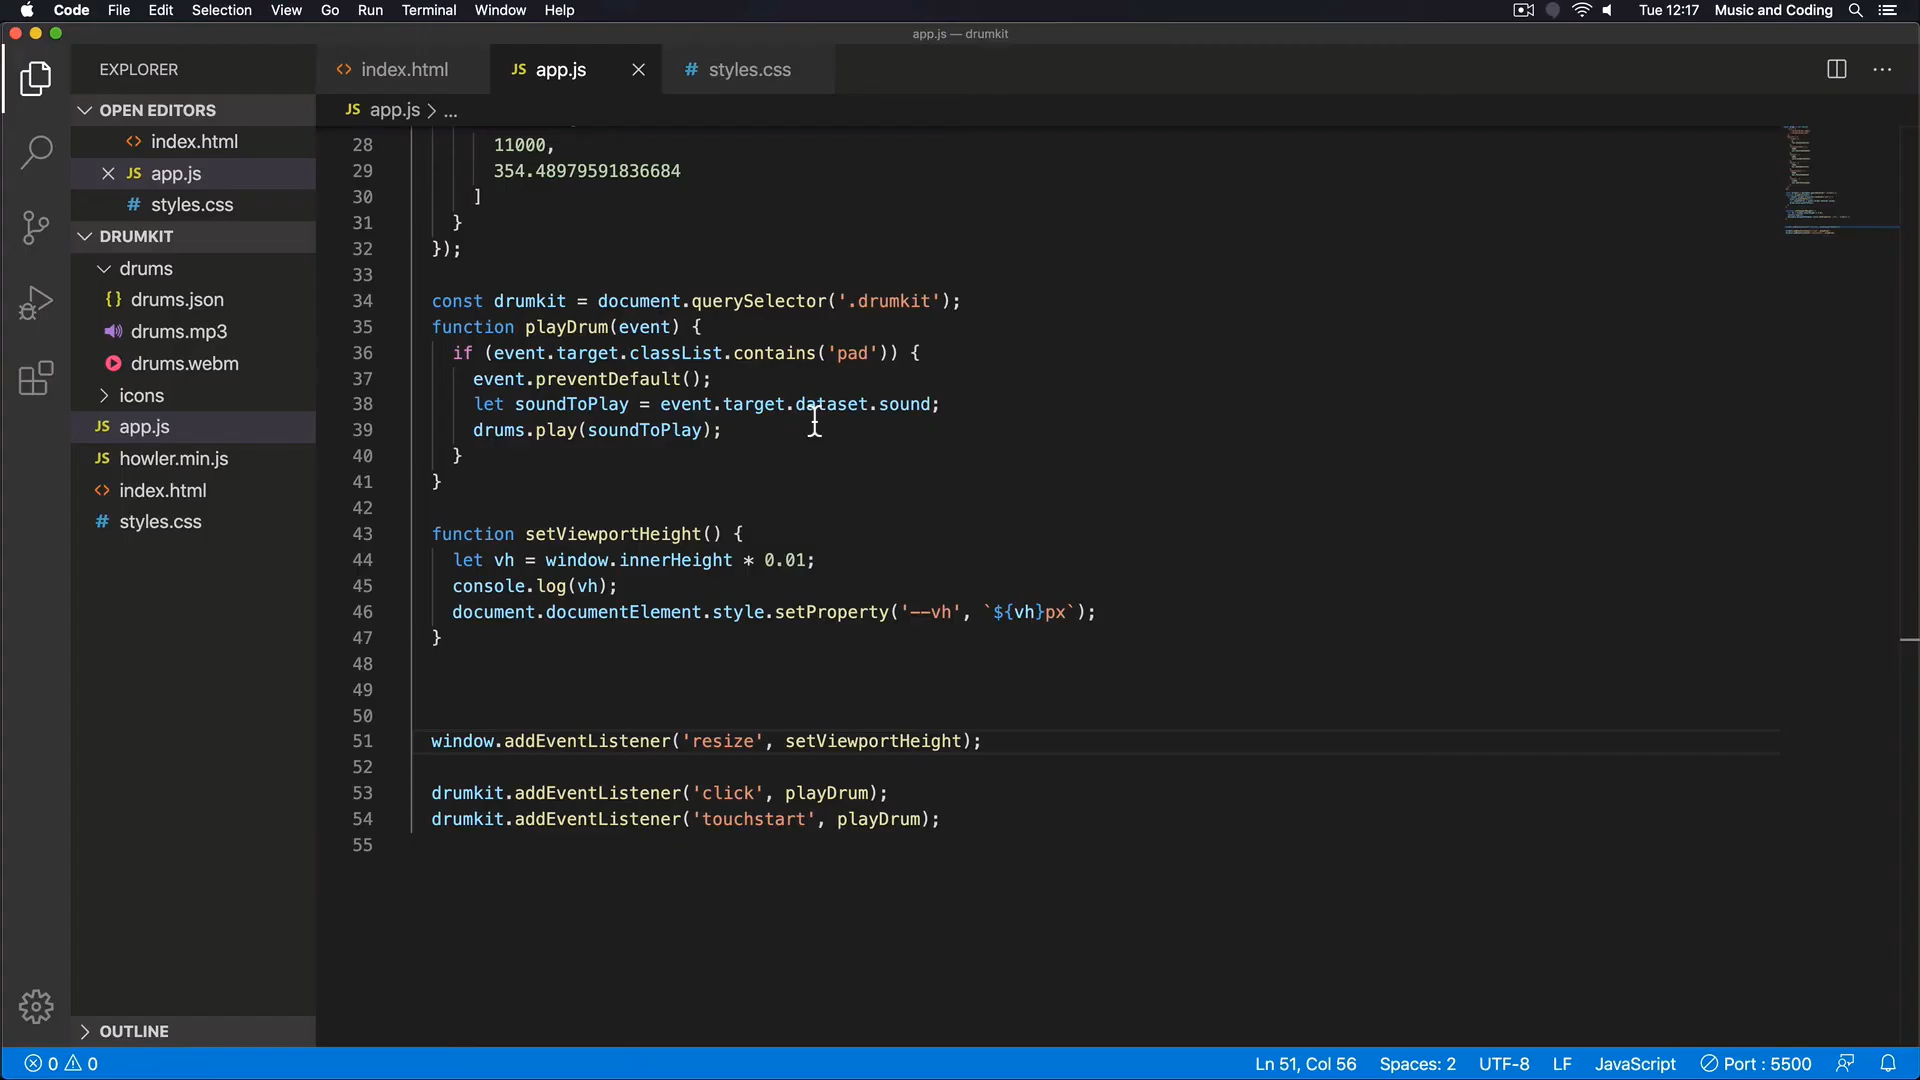 Code File Edit Selection View Go Run Terminal Window Help Tue 12:17 Music and Coding
app.js — drumkit
EXPLORER
OPEN EDITORS
index.html
JS app.js
# styles.css
DRUMKIT
drums
{} drums.json
drums.mp3
drums.webm
icons
JS app.js
JS howler.min.js
<> index.html
# styles.css
OUTLINE
<> index.html JS app.js # styles.css ...
JS app.js > ...
28 11000,
29 354.48979591836684
30 ]
31 }
32 });
33
34 const drumkit = document.querySelector('.drumkit');
35 function playDrum(event) {
36 if (event.target.classList.contains('pad')) {
37 event.preventDefault();
38 let soundToPlay = event.target.dataset.sound;
39 drums.play(soundToPlay);
40 }
41 }
42
43 function setViewportHeight() {
44 let vh = window.innerHeight * 0.01;
45 console.log(vh);
46 document.documentElement.style.setProperty('--vh', `${vh}px`);
47 }
48
49
50
51 window.addEventListener('resize', setViewportHeight);
52
53 drumkit.addEventListener('click', playDrum);
54 drumkit.addEventListener('touchstart', playDrum);
55
0 0 Ln 51, Col 56 Spaces: 2 UTF-8 LF JavaScript Port : 5500